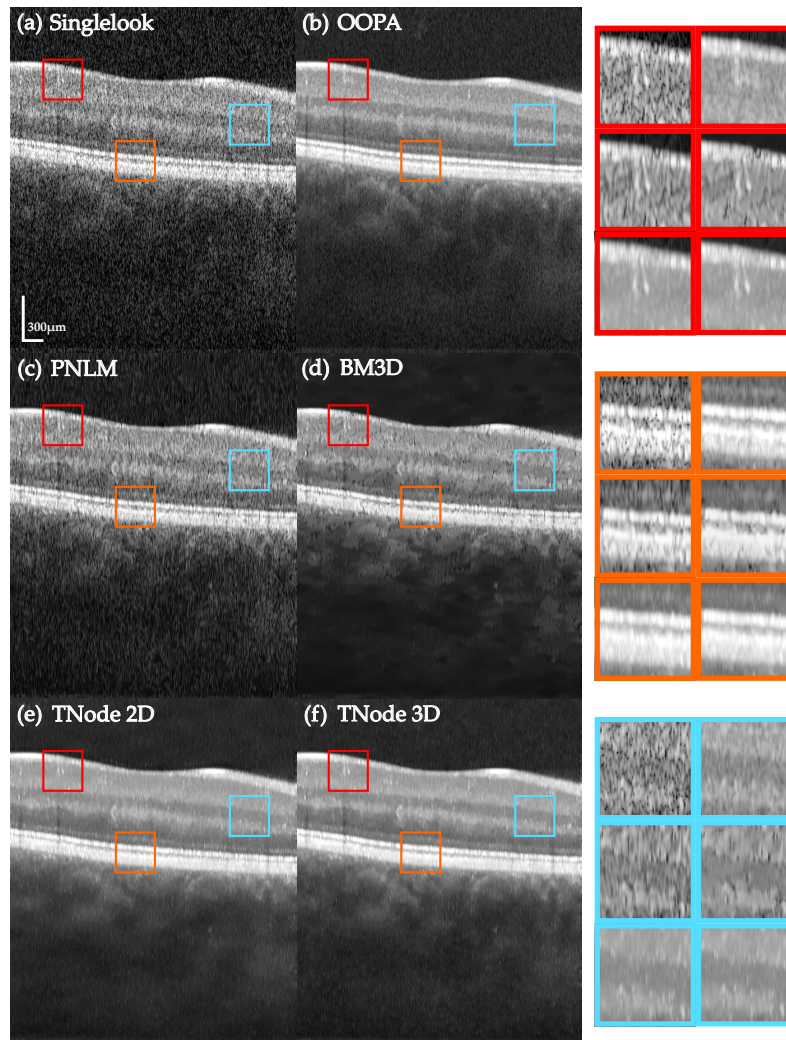 (a) Singlelook
(b) OOPA
300µm
(c) PNLM
(d) BM3D
(e) TNode 2D
(f) TNode 3D